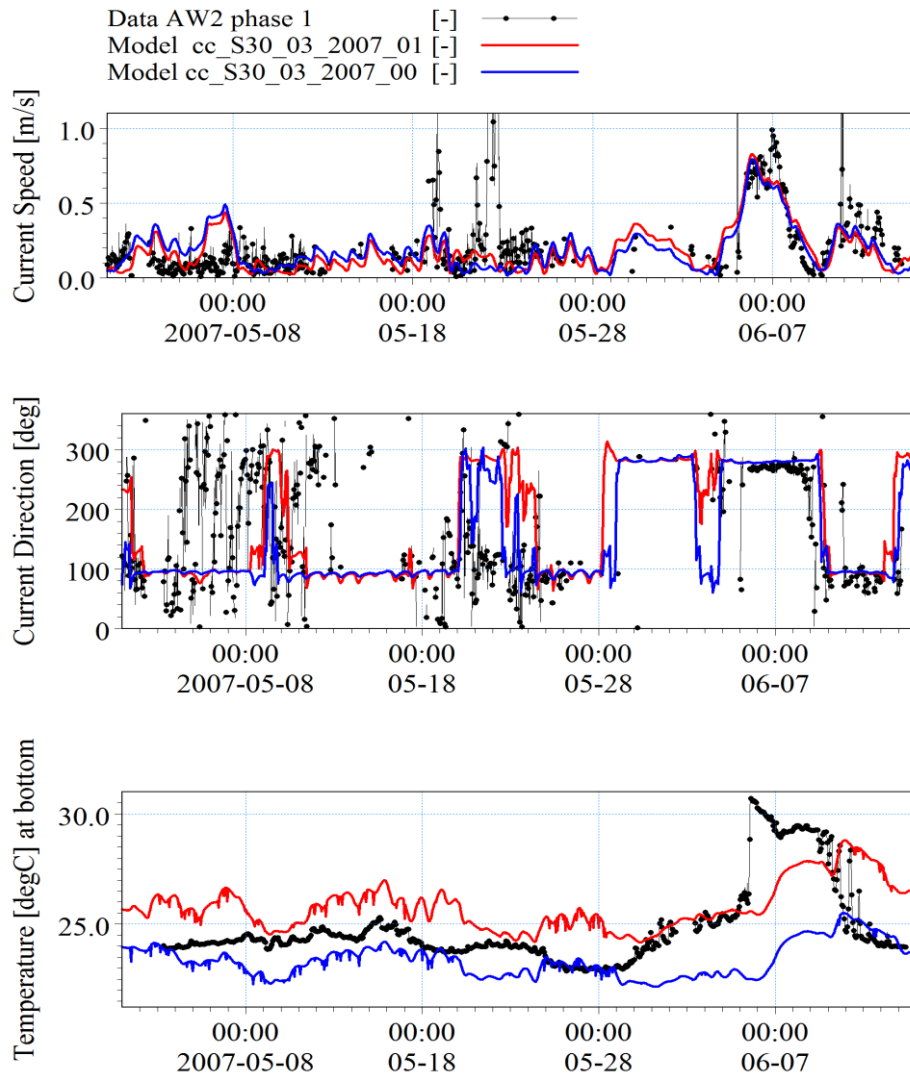 Data AW2 phase 1 [-]
Model cc_S30_03_2007_01 [-]
Model cc_S30_03_2007_00 [-]
Current Speed [m/s]
1.0
0.5
0.0
00:00 00:00 00:00 00:00
2007-05-08 05-18 05-28 06-07
Current Direction [deg]
300
200
100
0
00:00 00:00 00:00 00:00
2007-05-08 05-18 05-28 06-07
Temperature [degC] at bottom
30.0
25.0
00:00 00:00 00:00 00:00
2007-05-08 05-18 05-28 06-07